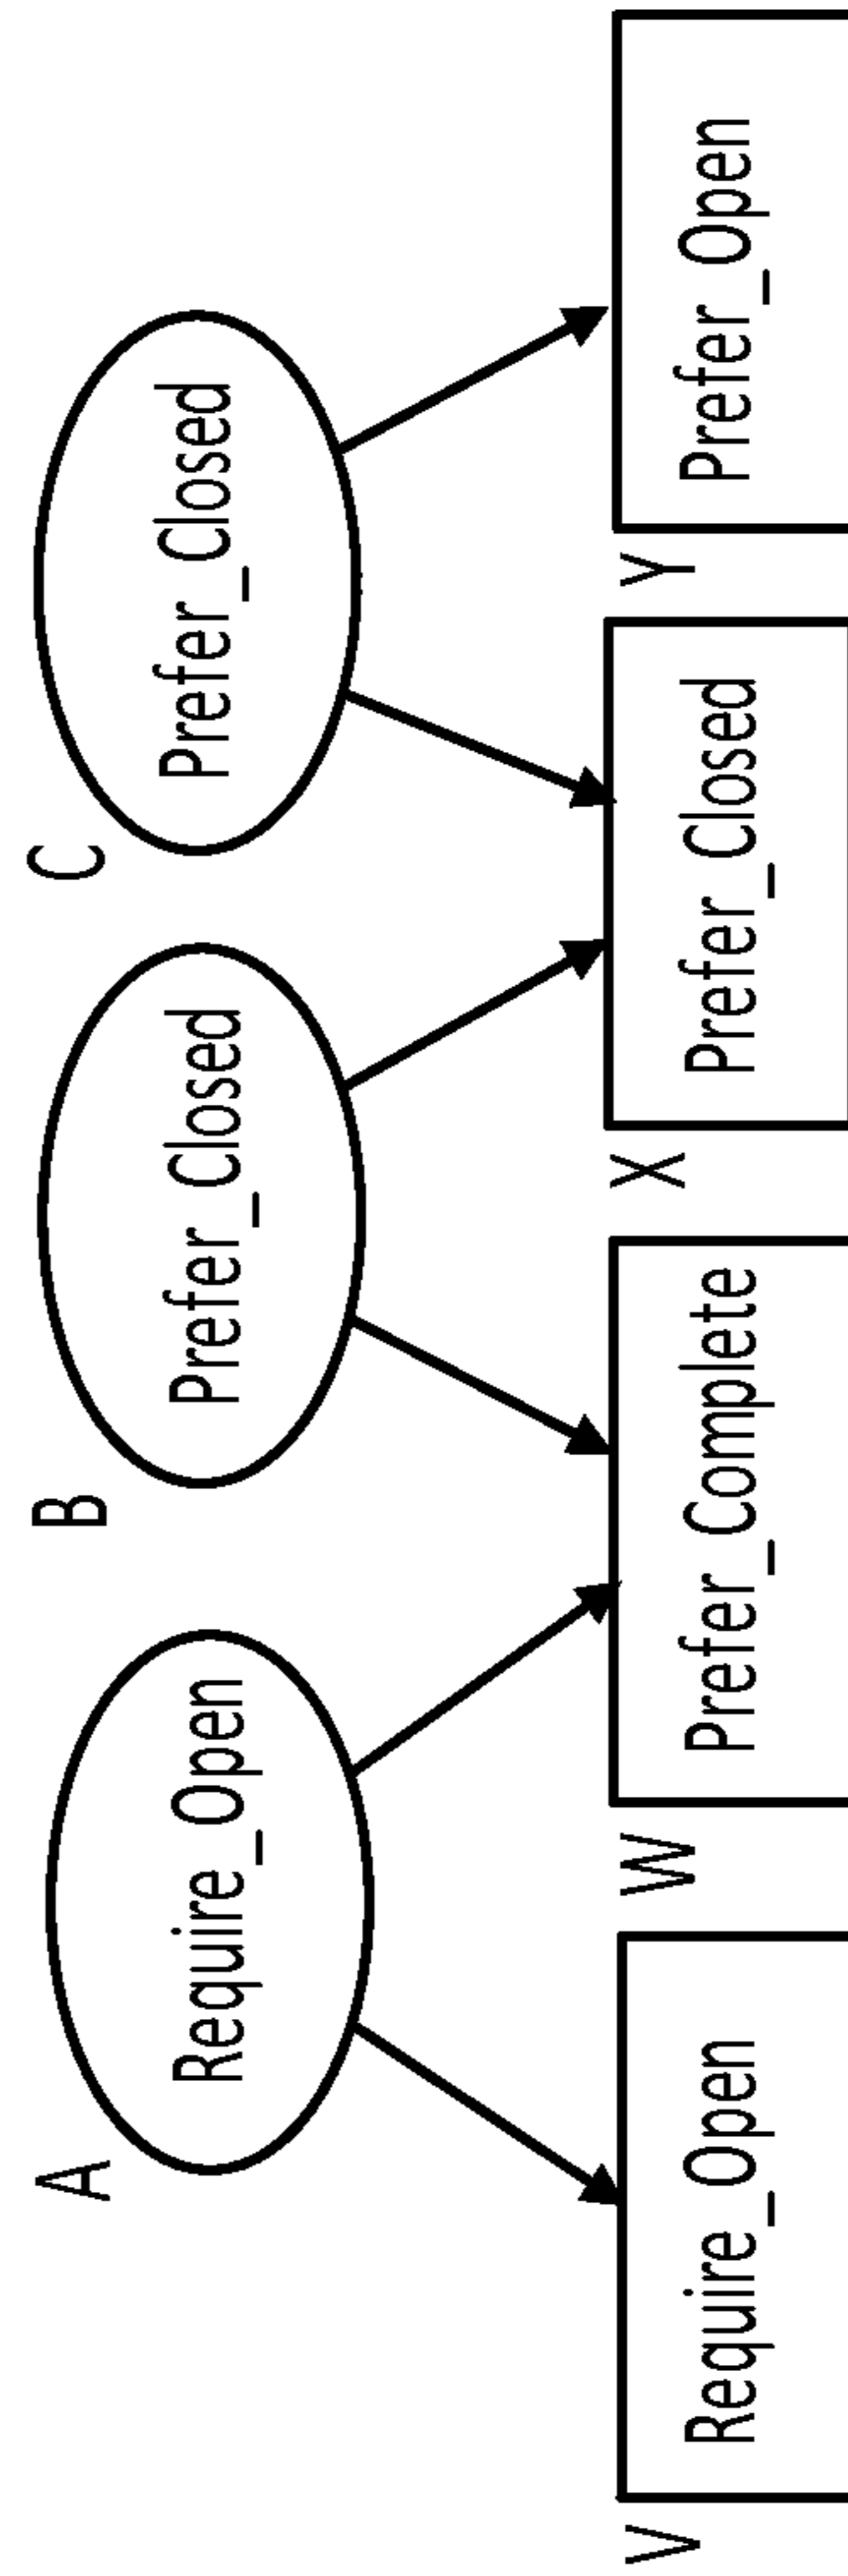 A
Require_Open
B
Prefer_Closed
C
Prefer_Closed
V
Require_Open
W
Prefer_Complete
X
Prefer_Closed
Y
Prefer_Open